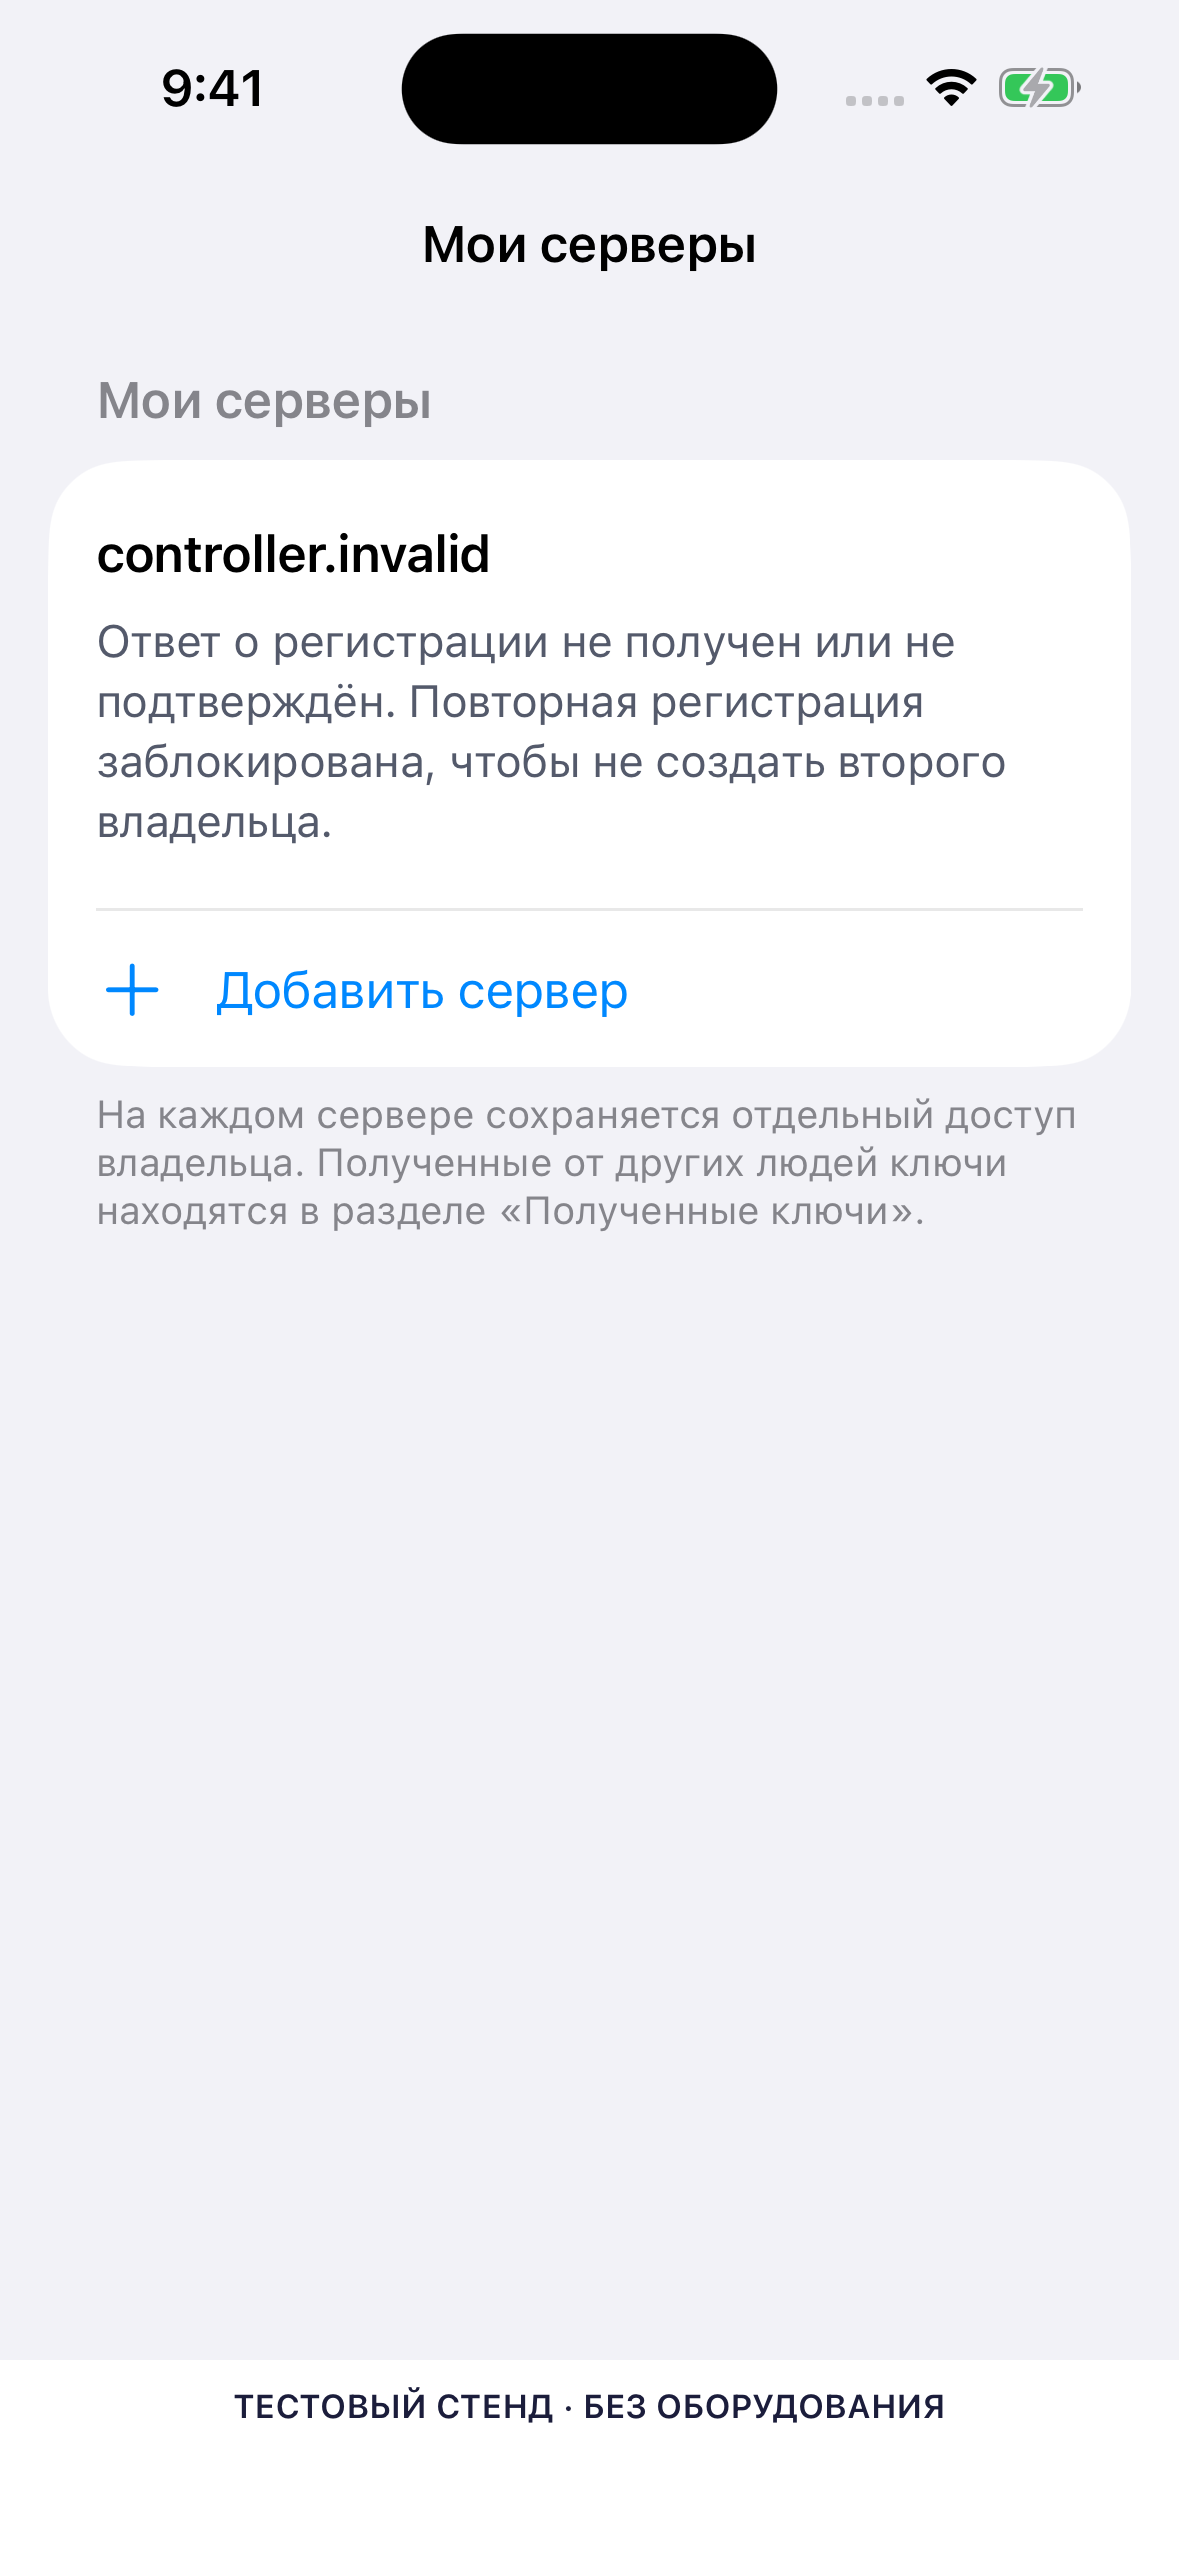 9:41
Мои серверы
Мои серверы
controller.invalid
Ответ о регистрации не получен или не
подтверждён. Повторная регистрация
заблокирована, чтобы не создать второго
владельца.
Добавить сервер
На каждом сервере сохраняется отдельный доступ
владельца. Полученные от других людей ключи
находятся в разделе «Полученные ключи».
ТЕСТОВЫЙ СТЕНД · БЕЗ ОБОРУДОВАНИЯ